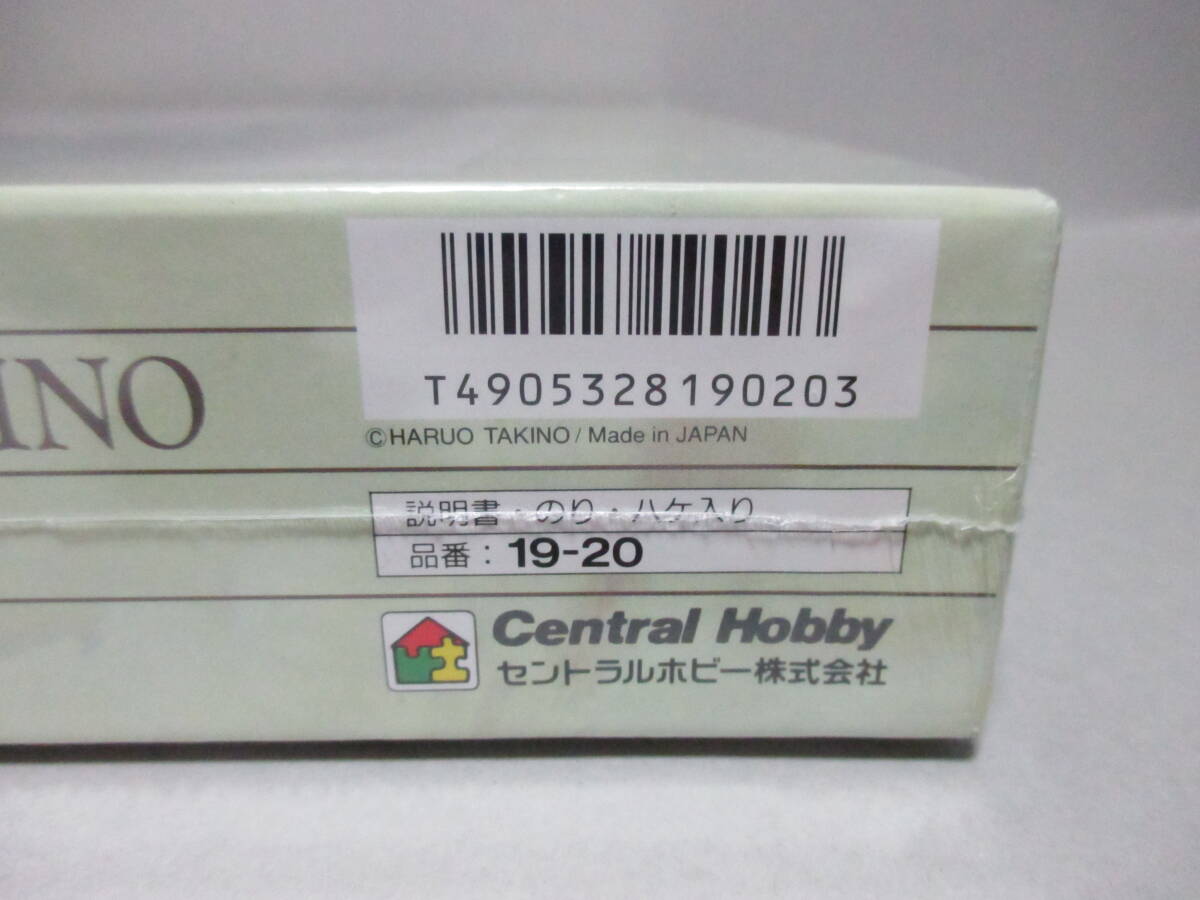 T4905328190203
INO
©HARUO TAKINO / Made in JAPAN
説明書・のり・ハケ入り
品番：19-20
Central Hobby
セントラルホビー株式会社